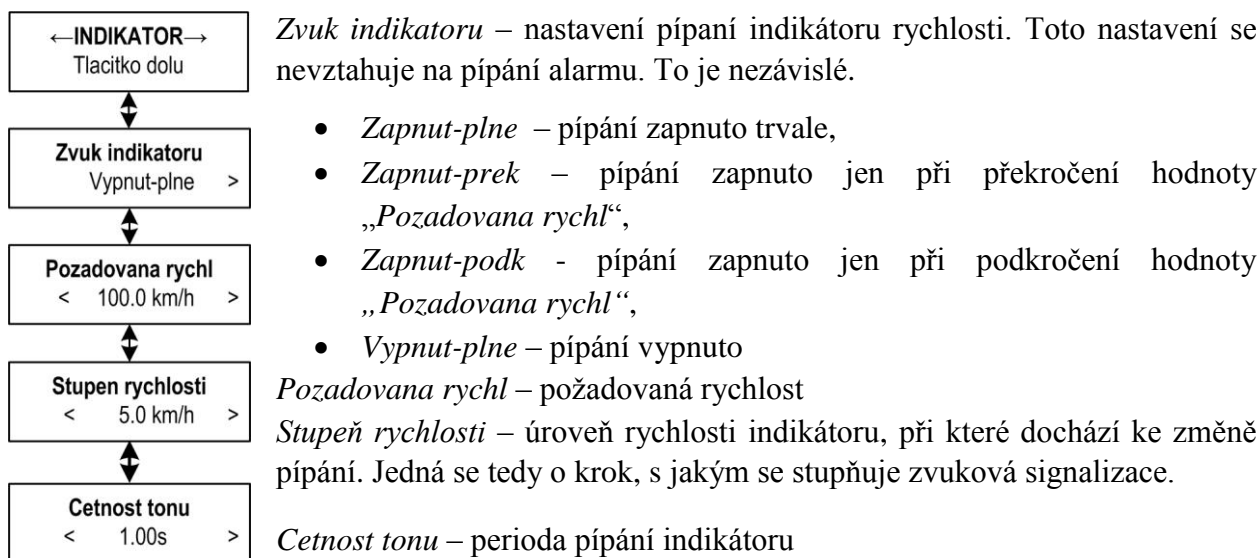 ←INDIKATOR→
Tlacitko dolu
Zvuk indikatoru
Vypnut-plne >
Pozadovana rychl
< 100.0 km/h >
Stupen rychlosti
< 5.0 km/h >
Cetnost tonu
< 1.00s >
Zvuk indikatoru – nastavení pípaní indikátoru rychlosti. Toto nastavení se
nevztahuje na pípání alarmu. To je nezávislé.
• Zapnut-plne – pípání zapnuto trvale,
• Zapnut-prek – pípání zapnuto jen při překročení hodnoty
„Pozadovana rychl“,
• Zapnut-podk - pípání zapnuto jen při podkročení hodnoty
„Pozadovana rychl“,
• Vypnut-plne – pípání vypnuto
Pozadovana rychl – požadovaná rychlost
Stupeň rychlosti – úroveň rychlosti indikátoru, při které dochází ke změně
pípání. Jedná se tedy o krok, s jakým se stupňuje zvuková signalizace.
Cetnost tonu – perioda pípání indikátoru